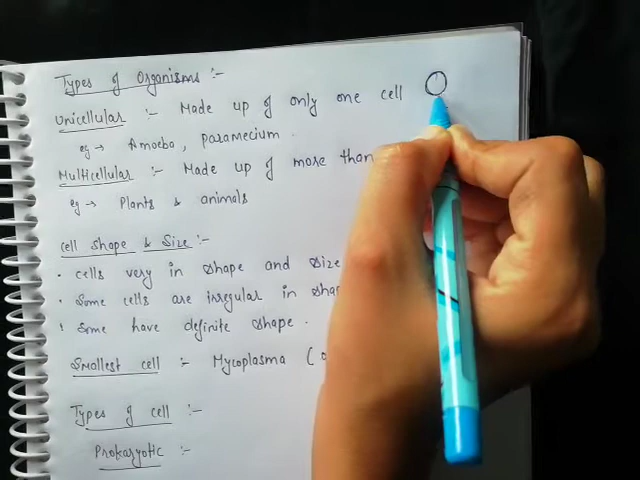 Types of Organisms :-
Unicellular :- Made up of only one cell
eg → Amoeba, paramecium.
Multicellular :- Made up of more than
eg → Plants & animals
Cell Shape & Size :-
• cells very in shape and size
• Some cells are irregular in shap
• Some have definite shape.
Smallest cell :- Mycoplasma (
Types of cell :-
Prokaryotic :-